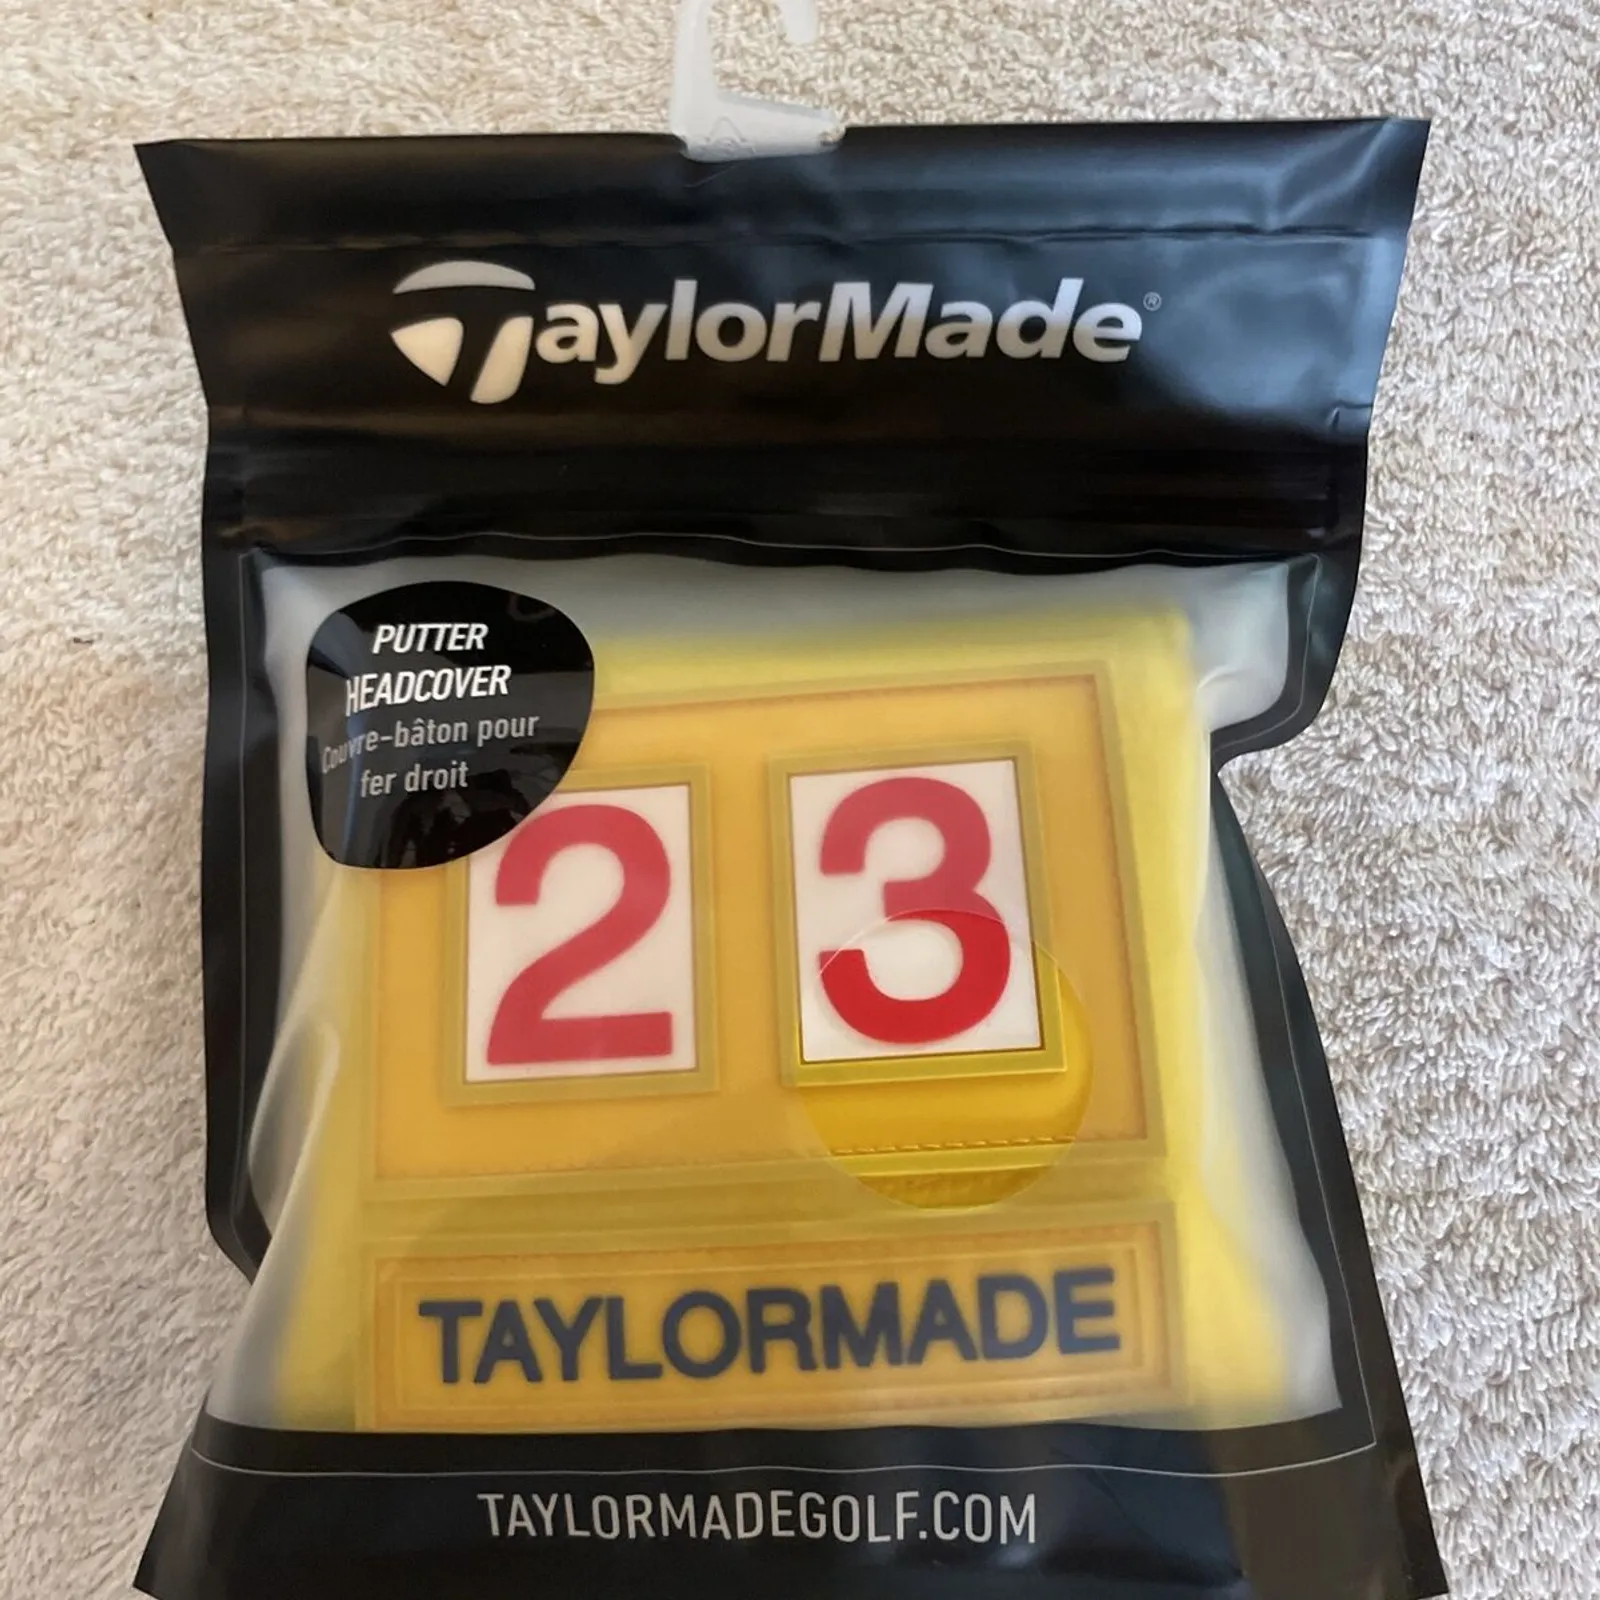 TaylorMade®
PUTTER
HEADCOVER
Couvre-bâton pour
fer droit
2 3
TAYLORMADE
TAYLORMADEGOLF.COM